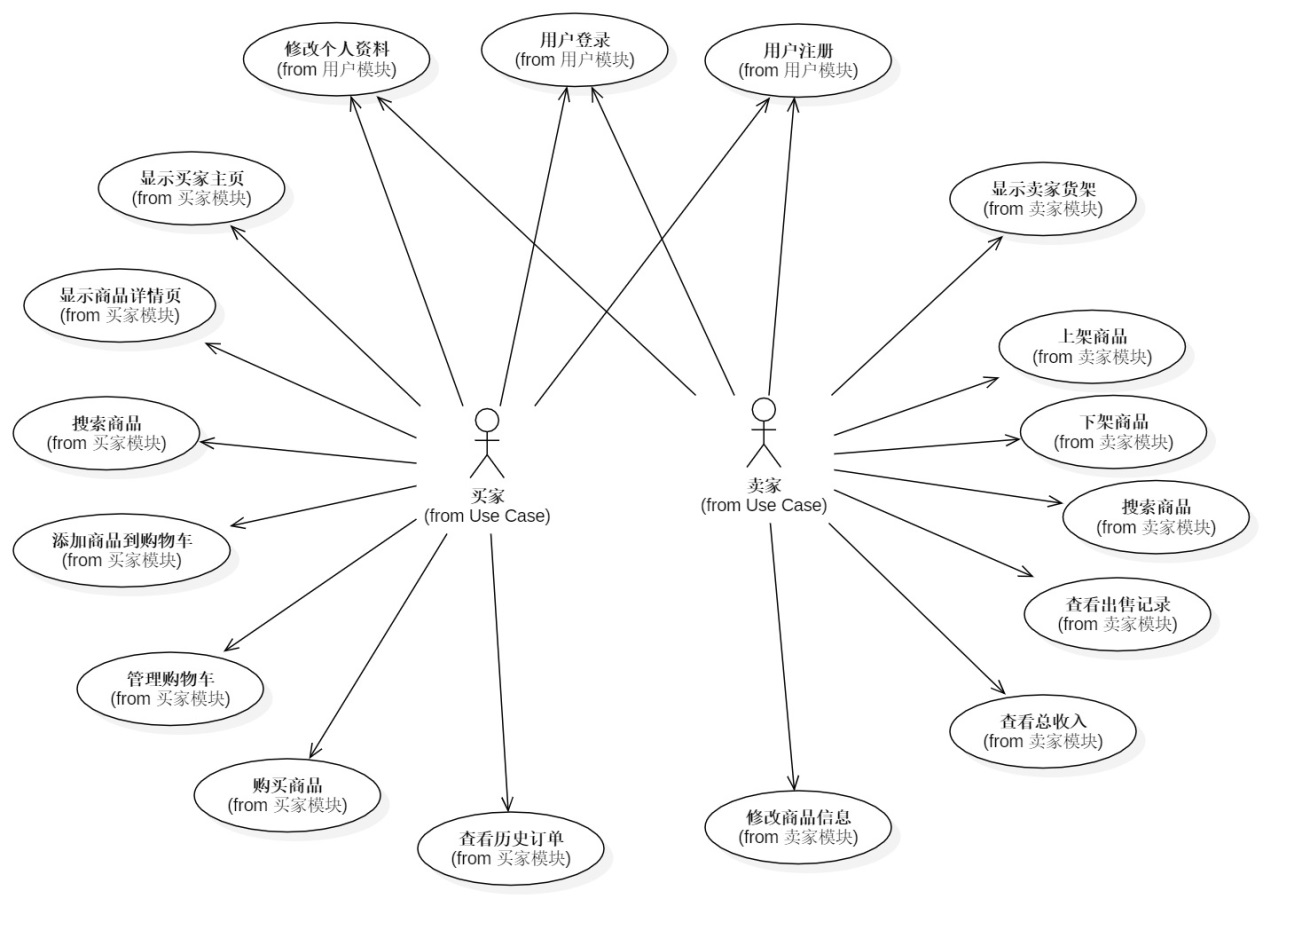 修改个人资料
(from 用户模块)
用户登录
(from 用户模块)
用户注册
(from 用户模块)
显示买家主页
(from 买家模块)
显示卖家货架
(from 卖家模块)
显示商品详情页
(from 买家模块)
上架商品
(from 卖家模块)
搜索商品
(from 买家模块)
下架商品
(from 卖家模块)
买家
(from Use Case)
卖家
(from Use Case)
搜索商品
(from 卖家模块)
添加商品到购物车
(from 买家模块)
查看出售记录
(from 卖家模块)
管理购物车
(from 买家模块)
查看总收入
(from 卖家模块)
购买商品
(from 买家模块)
修改商品信息
(from 卖家模块)
查看历史订单
(from 买家模块)